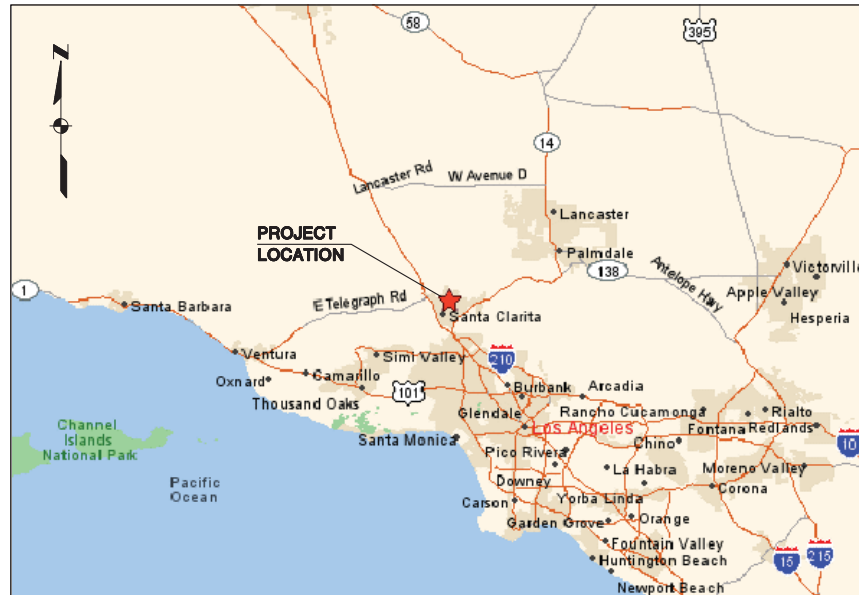 58
395
N
14
Lancaster Rd
W Avenue D
Lancaster
PROJECT
LOCATION
Palmdale
138
Antelope Hwy
Victorville
Apple Valley
Hesperia
1
Santa Barbara
E Telegraph Rd
Santa Clarita
Ventura
Simi Valley
210
Oxnard
Camarillo
101
Burbank
Arcadia
Thousand Oaks
Glendale
Rancho Cucamonga
Rialto
Channel
Islands
National Park
Los Angeles
Fontana
Redlands
Santa Monica
Chino
10
Pico Rivera
La Habra
Moreno Valley
Pacific
Ocean
Downey
Yorba Linda
Corona
Carson
Garden Grove
Orange
Fountain Valley
15
215
Huntington Beach
Newport Beach